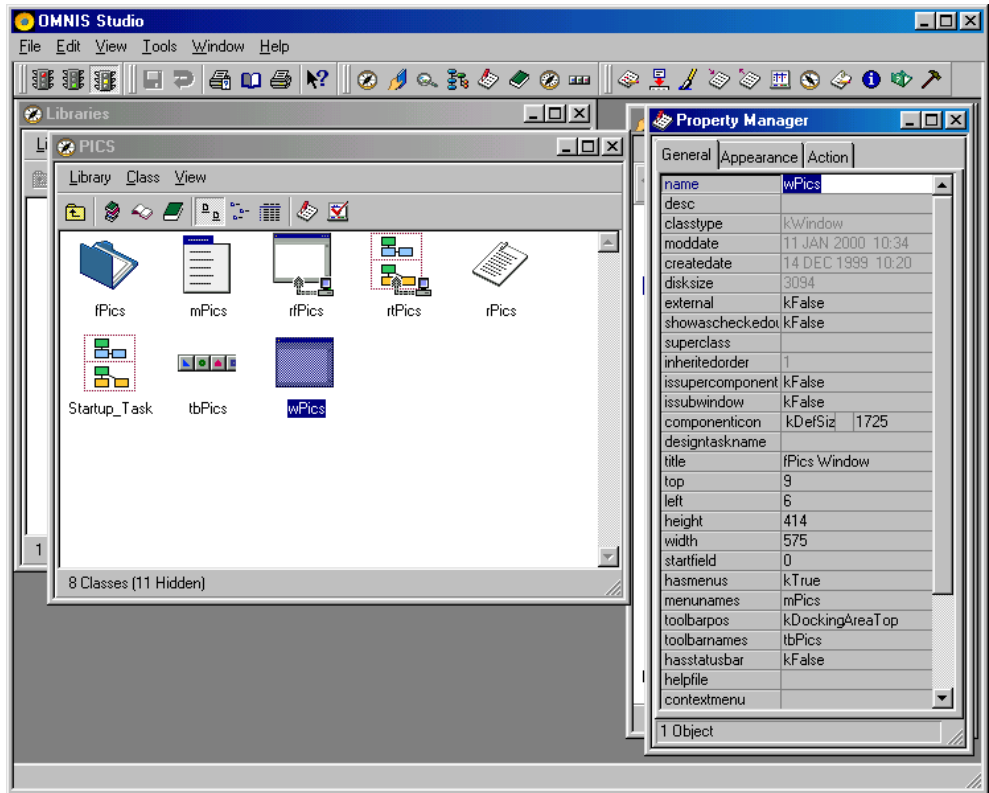 OMNIS Studio
File Edit View Tools Window Help
Libraries
Li
PICS
Library Class View
fPics mPics rfPics rtPics rPics
Startup_Task tbPics wPics
1
8 Classes (11 Hidden)
Property Manager
General Appearance Action
name wPics
desc
classtype kWindow
moddate 11 JAN 2000 10:34
createdate 14 DEC 1999 10:20
disksize 3094
external kFalse
showascheckedou kFalse
superclass
inheritedorder 1
issupercomponent kFalse
issubwindow kFalse
componenticon kDefSiz 1725
designtaskname
title fPics Window
top 9
left 6
height 414
width 575
startfield 0
hasmenus kTrue
menunames mPics
toolbarpos kDockingAreaTop
toolbarnames tbPics
hasstatusbar kFalse
helpfile
contextmenu
1 Object